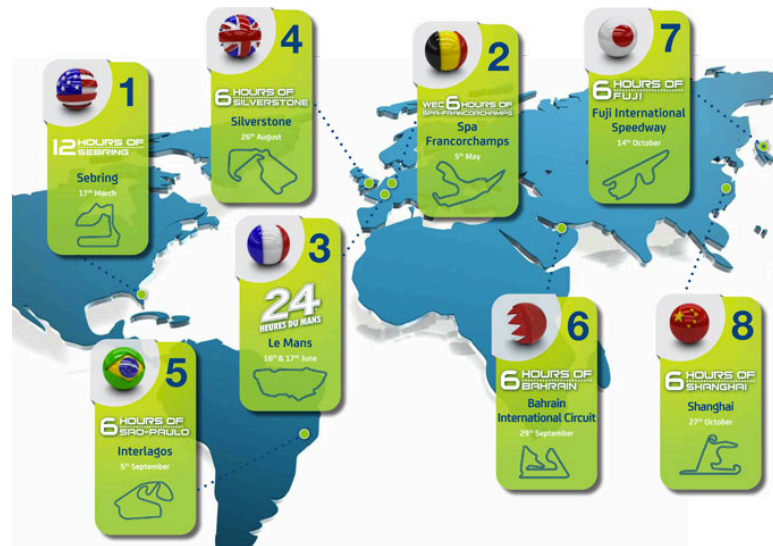 1
12 HOURS OF
SEBRING
Sebring
17th March
4
6 HOURS OF
SILVERSTONE
Silverstone
26th August
2
WEC 6 HOURS OF
SPA-FRANCORCHAMPS
Spa
Francorchamps
5th May
7
6 HOURS OF
FUJI
Fuji International
Speedway
14th October
3
24
HEURES DU MANS
Le Mans
16th & 17th June
5
6 HOURS OF
SAO-PAULO
Interlagos
5th September
6
6 HOURS OF
BAHRAIN
Bahrain
International Circuit
29th September
8
6 HOURS OF
SHANGHAI
Shanghai
27th October